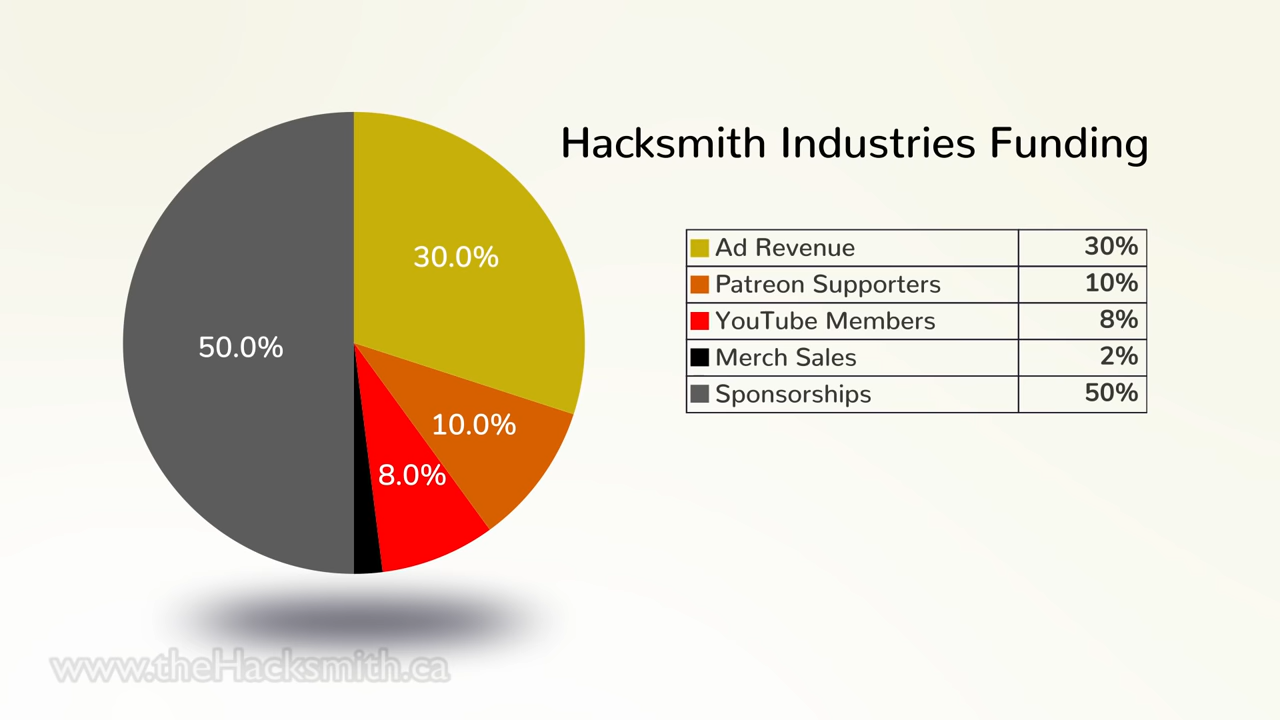 Hacksmith Industries Funding
30.0%
10.0%
8.0%
50.0%
Ad Revenue 30%
Patreon Supporters 10%
YouTube Members 8%
Merch Sales 2%
Sponsorships 50%
www.theHacksmith.ca